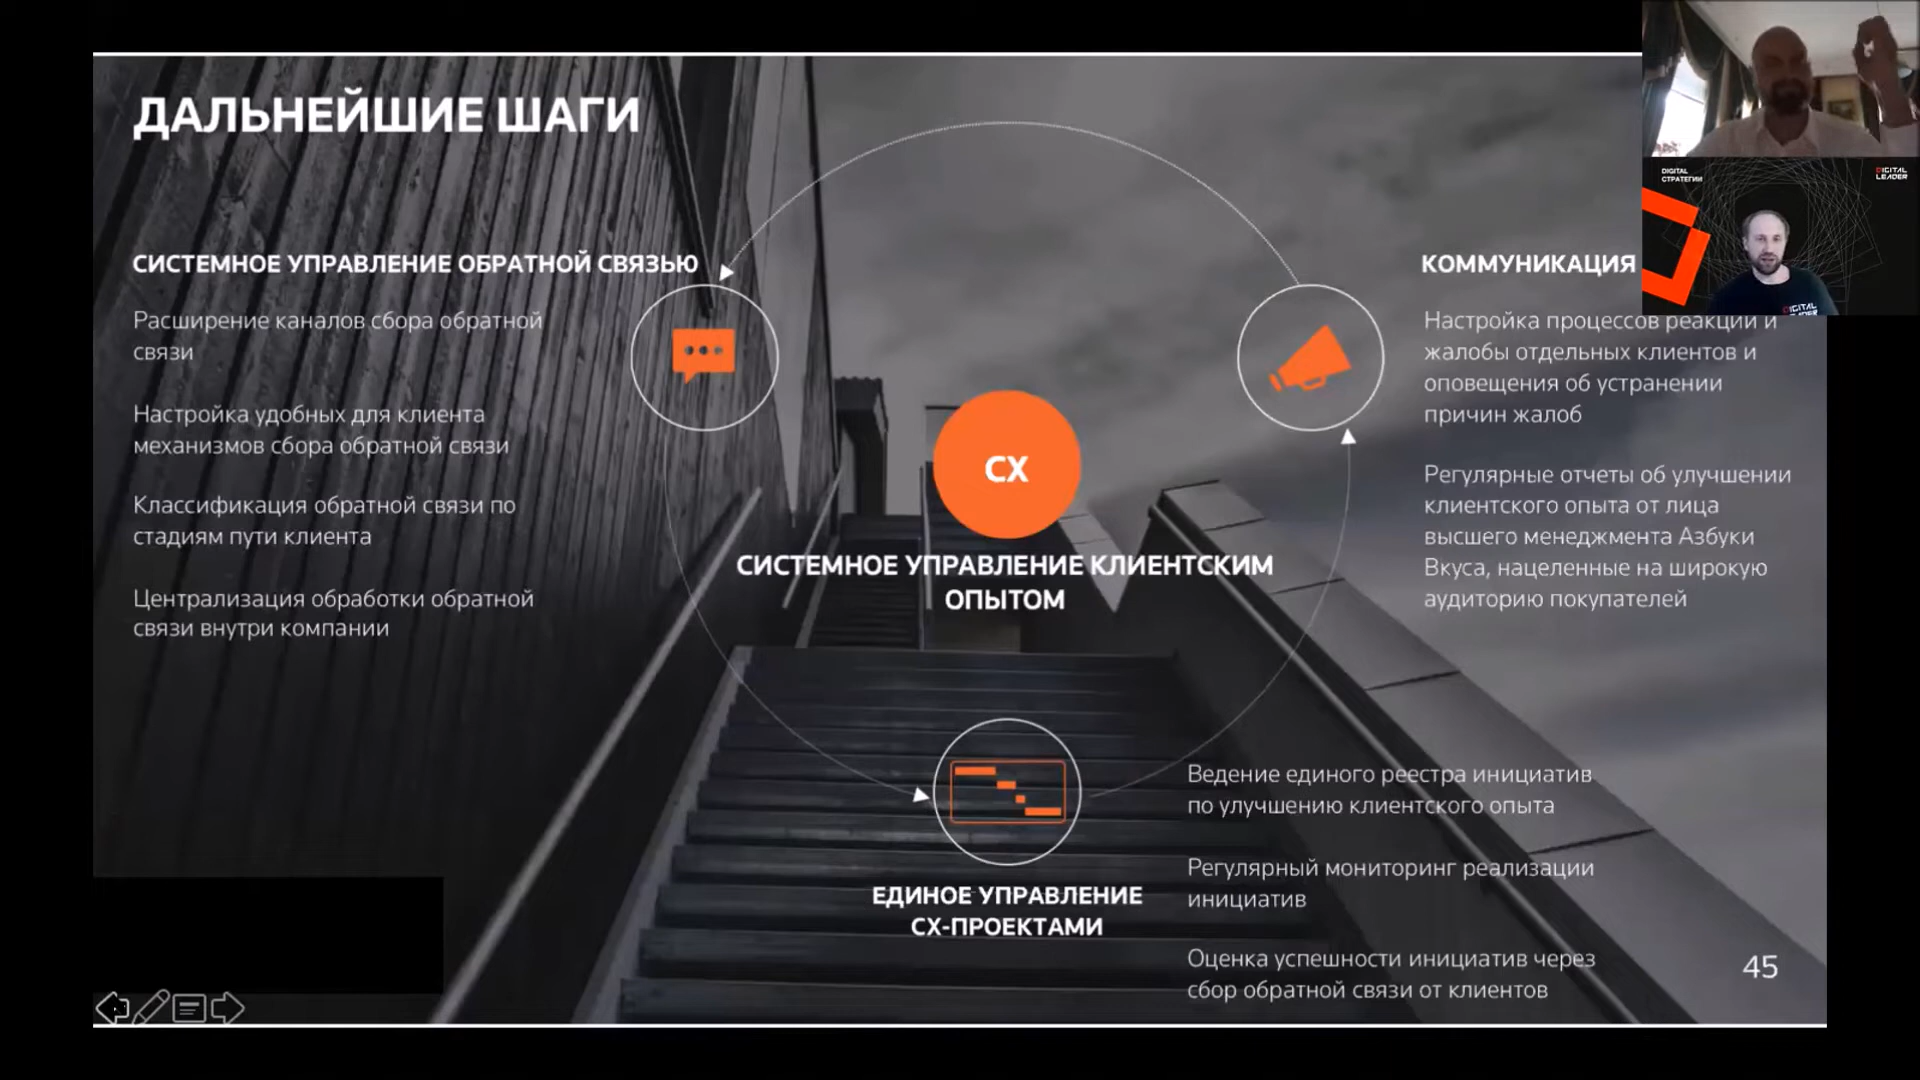 ДАЛЬНЕЙШИЕ ШАГИ
СИСТЕМНОЕ УПРАВЛЕНИЕ ОБРАТНОЙ СВЯЗЬЮ
Расширение каналов сбора обратной
связи
Настройка удобных для клиента
механизмов сбора обратной связи
Классификация обратной связи по
стадиям пути клиента
Централизация обработки обратной
связи внутри компании
CX
СИСТЕМНОЕ УПРАВЛЕНИЕ КЛИЕНТСКИМ
ОПЫТОМ
КОММУНИКАЦИЯ
Настройка процессов реакции и
жалобы отдельных клиентов и
оповещения об устранении
причин жалоб
Регулярные отчеты об улучшении
клиентского опыта от лица
высшего менеджмента Азбуки
Вкуса, нацеленные на широкую
аудиторию покупателей
ЕДИНОЕ УПРАВЛЕНИЕ
CX-ПРОЕКТАМИ
Ведение единого реестра инициатив
по улучшению клиентского опыта
Регулярный мониторинг реализации
инициатив
Оценка успешности инициатив через
сбор обратной связи от клиентов
45
DIGITAL
СТРАТЕГИИ
DIGITAL
LEADER
DIGITAL
LEADER